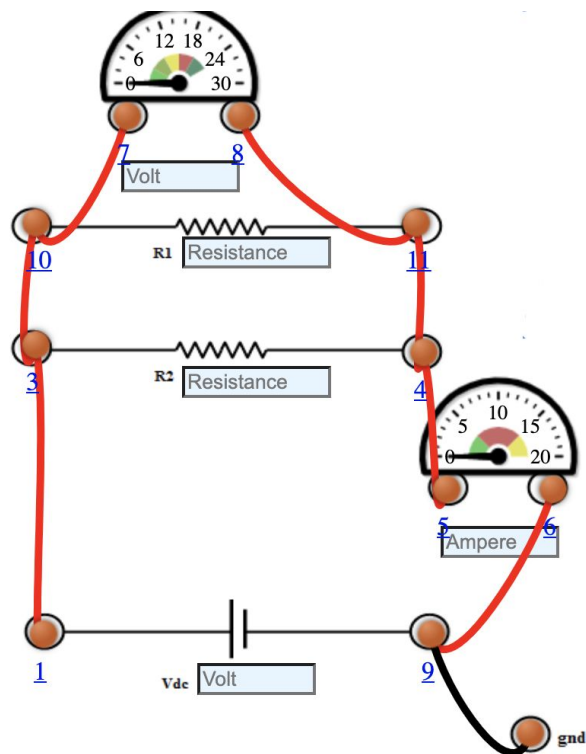 0 6 12 18 24 30
7 8
Volt
10 11
R1 Resistance
3 4
R2 Resistance
0 5 10 15 20
5 6
Ampere
1 9
Vdc Volt
gnd